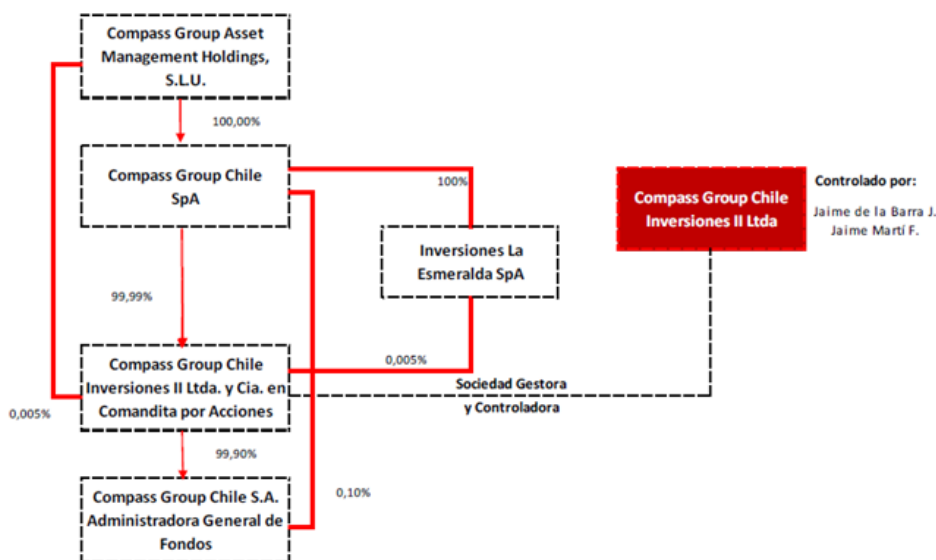 Compass Group Asset
Management Holdings,
S.L.U.
100,00%
Compass Group Chile
SpA
100%
Compass Group Chile
Inversiones II Ltda
Controlado por:
Jaime de la Barra J.
Jaime Martí F.
Inversiones La
Esmeralda SpA
99,99%
Compass Group Chile
Inversiones II Ltda. y Cia. en
Comandita por Acciones
0,005%
0,005%
Sociedad Gestora
y Controladora
99,90%
Compass Group Chile S.A.
Administradora General de
Fondos
0,10%